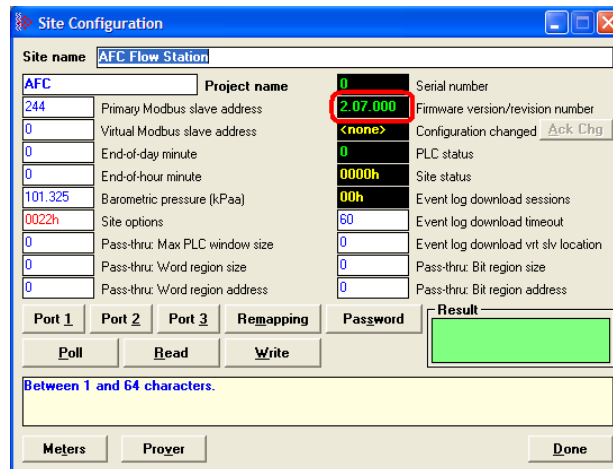 Site Configuration
Site name AFC Flow Station
AFC Project name 0 Serial number
244 Primary Modbus slave address 2.07.000 Firmware version/revision number
0 Virtual Modbus slave address <none> Configuration changed Ack Chg
0 End-of-day minute 0 PLC status
0 End-of-hour minute 0000h Site status
101.325 Barometric pressure (kPaa) 00h Event log download sessions
0022h Site options 60 Event log download timeout
0 Pass-thru: Max PLC window size 0 Event log download vrt slv location
0 Pass-thru: Word region size 0 Pass-thru: Bit region size
0 Pass-thru: Word region address 0 Pass-thru: Bit region address
Port 1 Port 2 Port 3 Remapping Password Result
Poll Read Write
Between 1 and 64 characters.
Meters Prover Done